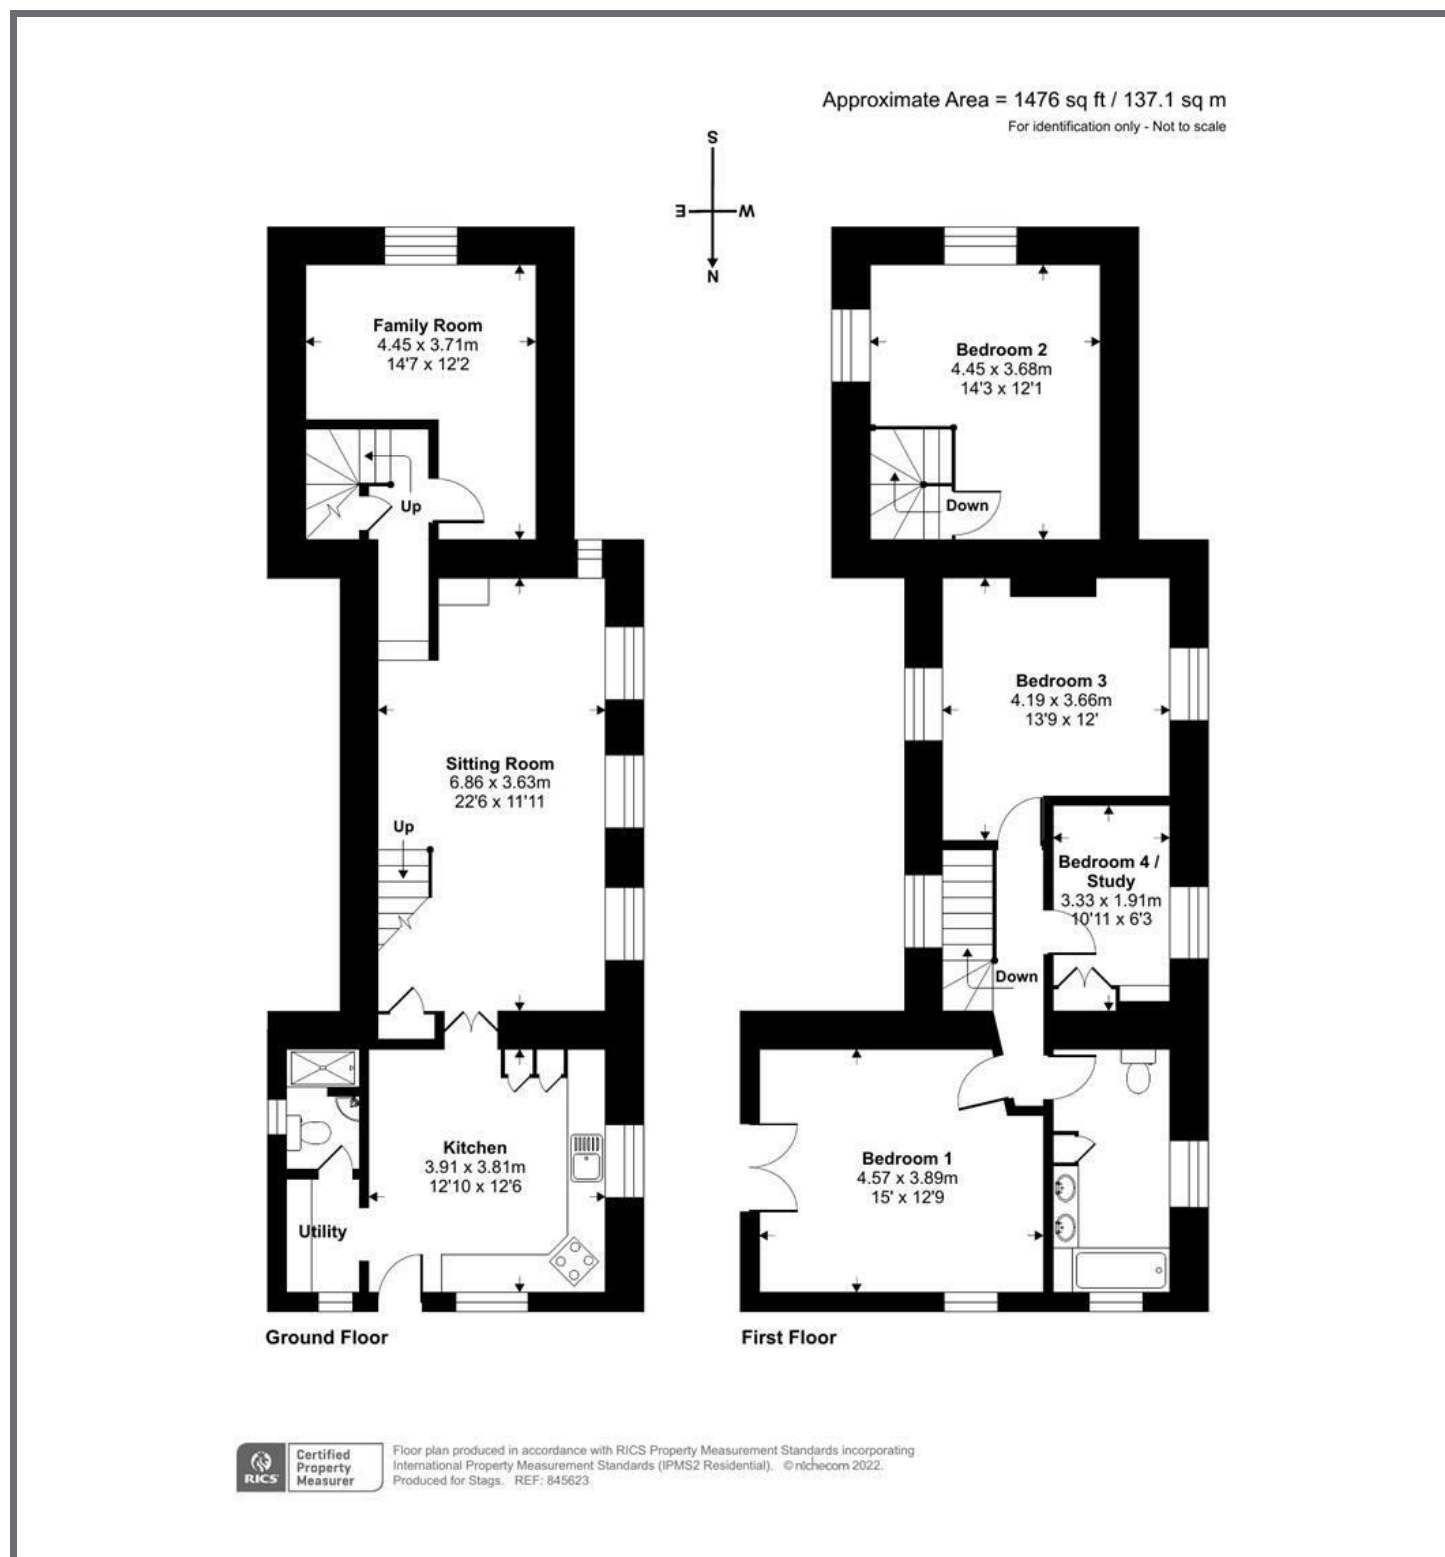 Approximate Area = 1476 sq ft / 137.1 sq m
For identification only - Not to scale
S
E W
N
Family Room
4.45 x 3.71m
14'7 x 12'2
Up
Sitting Room
6.86 x 3.63m
22'6 x 11'11
Up
Kitchen
3.91 x 3.81m
12'10 x 12'6
Utility
Ground Floor
Bedroom 2
4.45 x 3.68m
14'3 x 12'1
Down
Bedroom 3
4.19 x 3.66m
13'9 x 12'
Bedroom 4 /
Study
3.33 x 1.91m
10'11 x 6'3
Down
Bedroom 1
4.57 x 3.89m
15' x 12'9
First Floor
RICS
Certified
Property
Measurer
Floor plan produced in accordance with RICS Property Measurement Standards incorporating
International Property Measurement Standards (IPMS2 Residential). © nichecom 2022.
Produced for Stags. REF: 845623